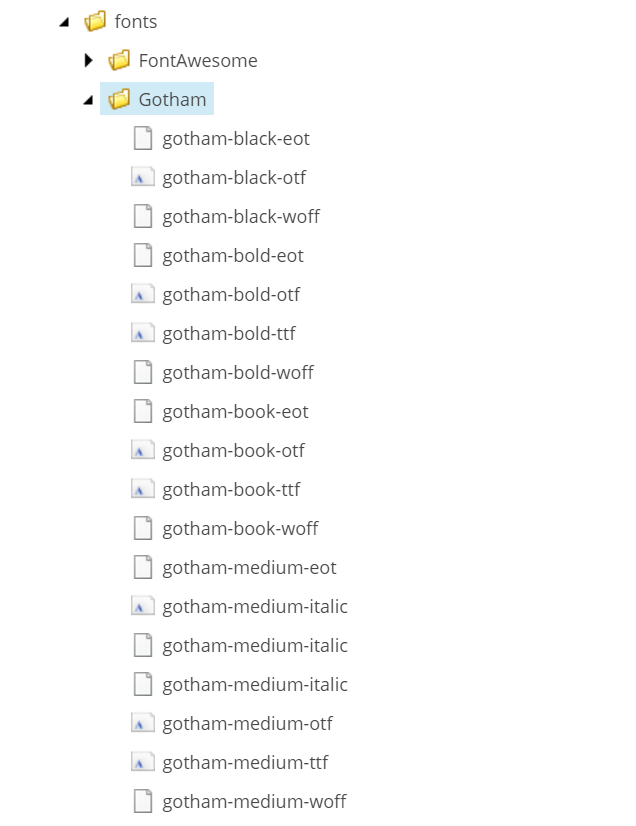 fonts
FontAwesome
Gotham
gotham-black-eot
gotham-black-otf
gotham-black-woff
gotham-bold-eot
gotham-bold-otf
gotham-bold-ttf
gotham-bold-woff
gotham-book-eot
gotham-book-otf
gotham-book-ttf
gotham-book-woff
gotham-medium-eot
gotham-medium-italic
gotham-medium-italic
gotham-medium-italic
gotham-medium-otf
gotham-medium-ttf
gotham-medium-woff